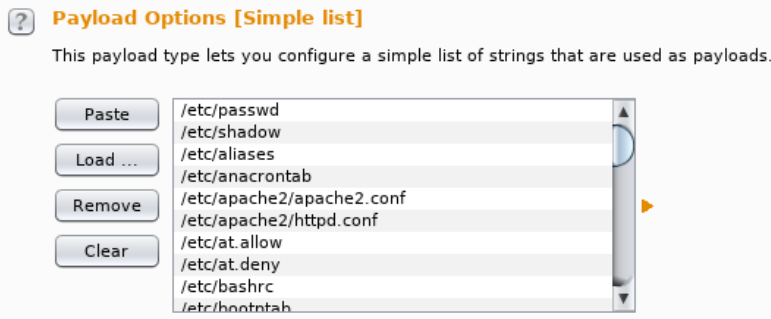 ?
Payload Options [Simple list]
This payload type lets you configure a simple list of strings that are used as payloads.
Paste
Load ...
Remove
Clear
/etc/passwd
/etc/shadow
/etc/aliases
/etc/anacrontab
/etc/apache2/apache2.conf
/etc/apache2/httpd.conf
/etc/at.allow
/etc/at.deny
/etc/bashrc
/etc/bootptab